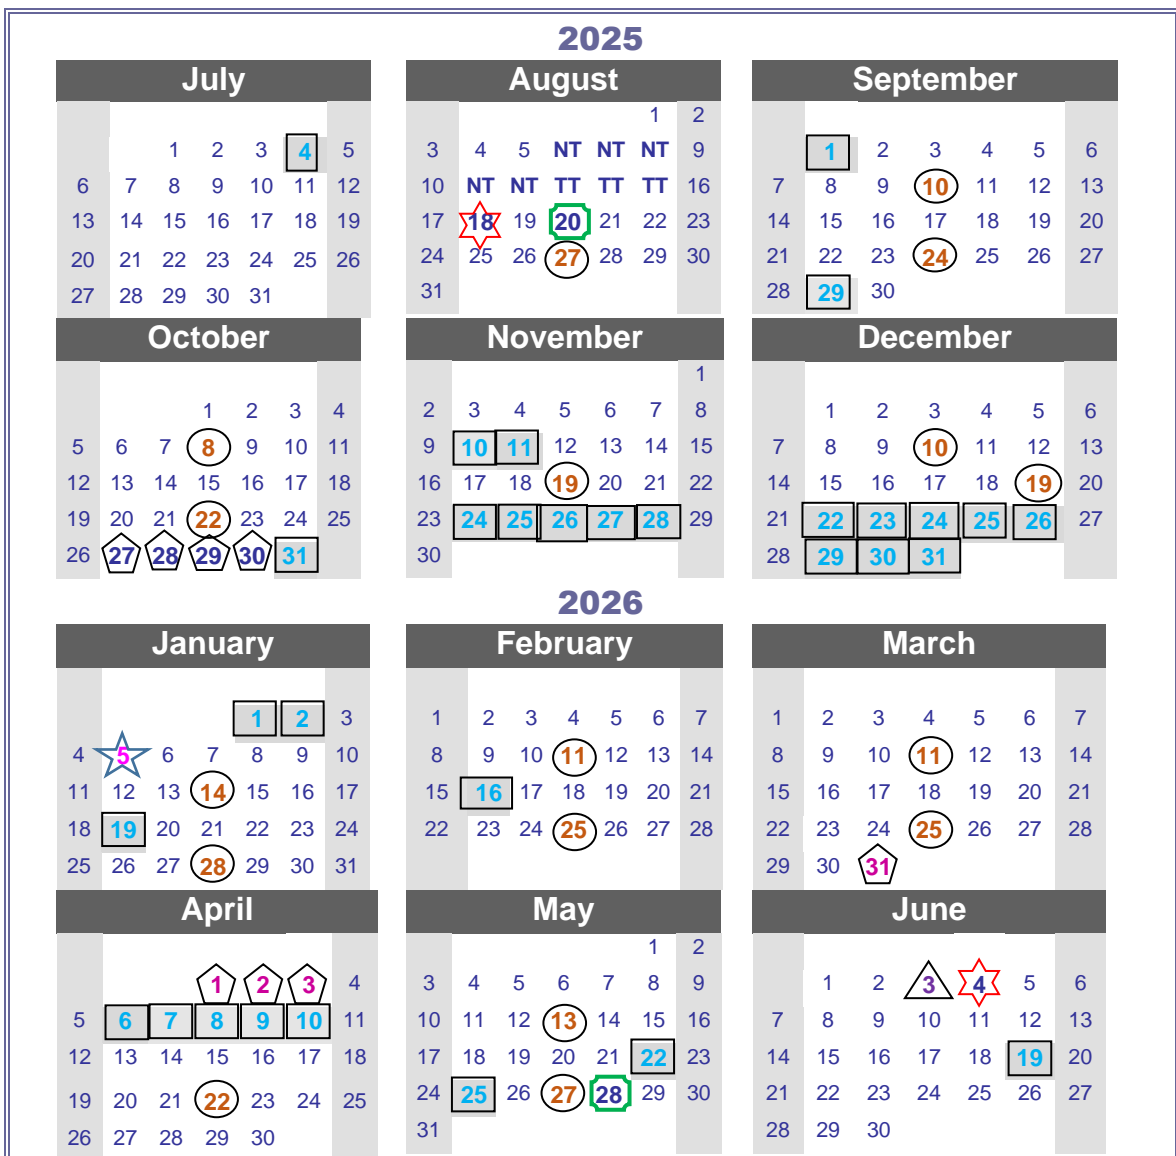 2025
July
1 2 3 4 5
6 7 8 9 10 11 12
13 14 15 16 17 18 19
20 21 22 23 24 25 26
27 28 29 30 31
August
1 2
3 4 5 NT NT NT 9
10 NT NT TT TT TT 16
17 18 19 20 21 22 23
24 25 26 27 28 29 30
31
September
1 2 3 4 5 6
7 8 9 10 11 12 13
14 15 16 17 18 19 20
21 22 23 24 25 26 27
28 29 30
October
1 2 3 4
5 6 7 8 9 10 11
12 13 14 15 16 17 18
19 20 21 22 23 24 25
26 27 28 29 30 31
November
1
2 3 4 5 6 7 8
9 10 11 12 13 14 15
16 17 18 19 20 21 22
23 24 25 26 27 28 29
30
December
1 2 3 4 5 6
7 8 9 10 11 12 13
14 15 16 17 18 19 20
21 22 23 24 25 26 27
28 29 30 31
2026
January
1 2 3
4 5 6 7 8 9 10
11 12 13 14 15 16 17
18 19 20 21 22 23 24
25 26 27 28 29 30 31
February
1 2 3 4 5 6 7
8 9 10 11 12 13 14
15 16 17 18 19 20 21
22 23 24 25 26 27 28
March
1 2 3 4 5 6 7
8 9 10 11 12 13 14
15 16 17 18 19 20 21
22 23 24 25 26 27 28
29 30 31
April
1 2 3 4
5 6 7 8 9 10 11
12 13 14 15 16 17 18
19 20 21 22 23 24 25
26 27 28 29 30
May
1 2
3 4 5 6 7 8 9
10 11 12 13 14 15 16
17 18 19 20 21 22 23
24 25 26 27 28 29 30
31
June
1 2 3 4 5 6
7 8 9 10 11 12 13
14 15 16 17 18 19 20
21 22 23 24 25 26 27
28 29 30